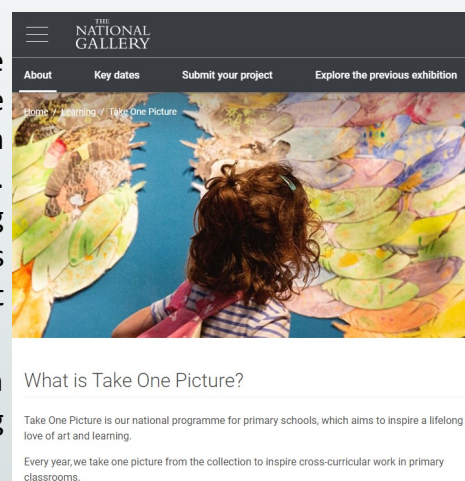 THE
NATIONAL
GALLERY
About Key dates Submit your project Explore the previous exhibition
Home / Learning / Take One Picture
What is Take One Picture?
Take One Picture is our national programme for primary schools, which aims to inspire a lifelong
love of art and learning.
Every year, we take one picture from the collection to inspire cross-curricular work in primary
classrooms.